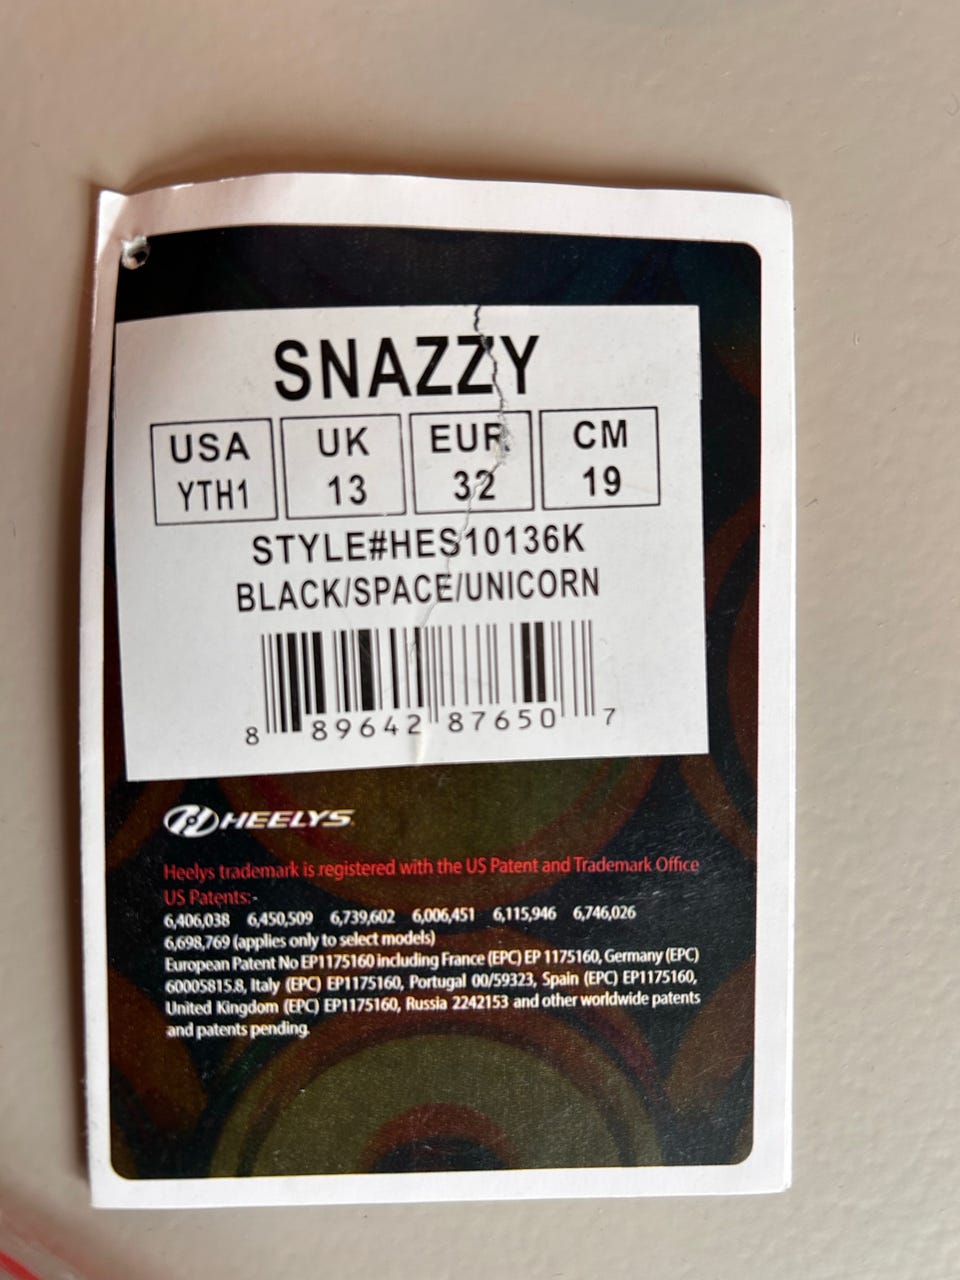 SNAZZY
USA UK EUR CM
YTH1 13 32 19
STYLE#HES10136K
BLACK/SPACE/UNICORN
8 89642 87650 7
HEELYS
Heelys trademark is registered with the US Patent and Trademark Office
US Patents:-
6,406,038 6,450,509 6,739,602 6,006,451 6,115,946 6,746,026
6,698,769 (applies only to select models)
European Patent No EP1175160 including France (EPC) EP 1175160, Germany (EPC)
60005815.8, Italy (EPC) EP1175160, Portugal 00/59323, Spain (EPC) EP1175160,
United Kingdom (EPC) EP1175160, Russia 2242153 and other worldwide patents
and patents pending.